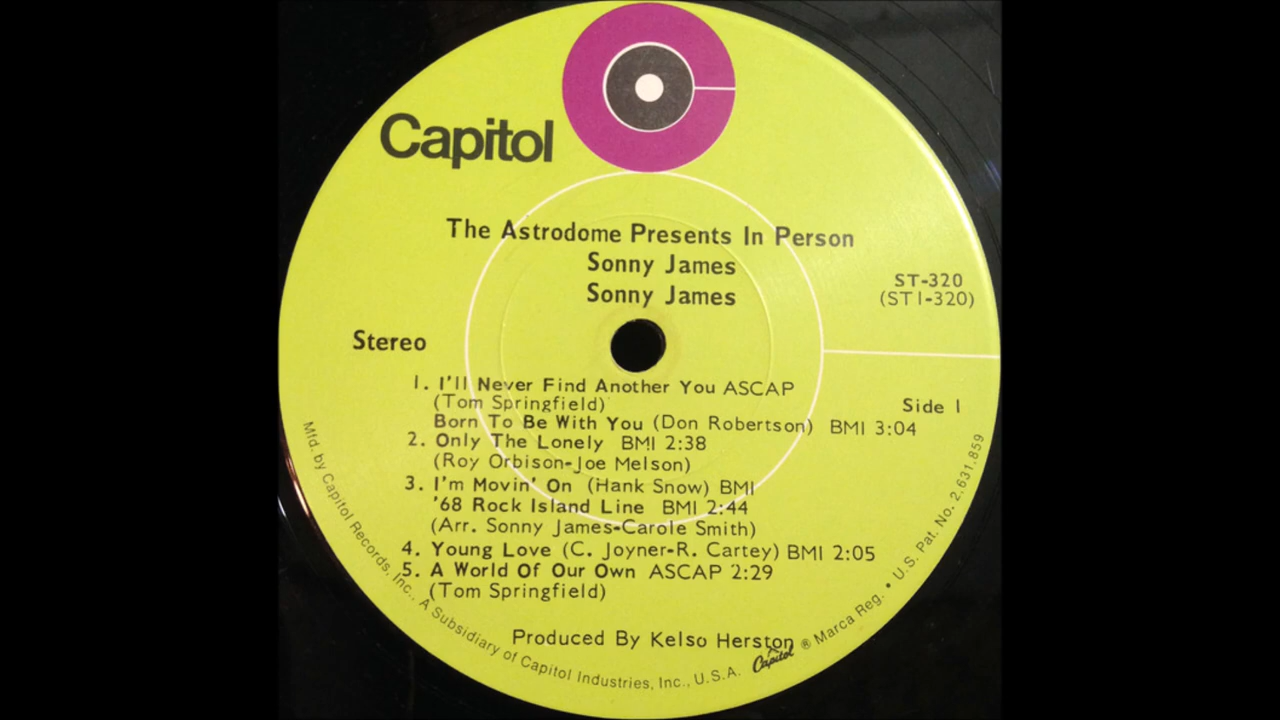 Capitol
The Astrodome Presents In Person
Sonny James
Sonny James
ST-320
(ST1-320)
Stereo
Side 1
1. I'll Never Find Another You ASCAP
(Tom Springfield)
Born To Be With You (Don Robertson) BMI 3:04
2. Only The Lonely BMI 2:38
(Roy Orbison-Joe Melson)
3. I'm Movin' On (Hank Snow) BMI
'68 Rock Island Line BMI 2:44
(Arr. Sonny James-Carole Smith)
4. Young Love (C. Joyner-R. Cartey) BMI 2:05
5. A World Of Our Own ASCAP 2:29
(Tom Springfield)
Produced By Kelso Herston
Mfd. by Capitol Records, Inc., A Subsidiary of Capitol Industries, Inc., U.S.A. Capitol ® Marca Reg. • U.S. Pat. No. 2,631,859